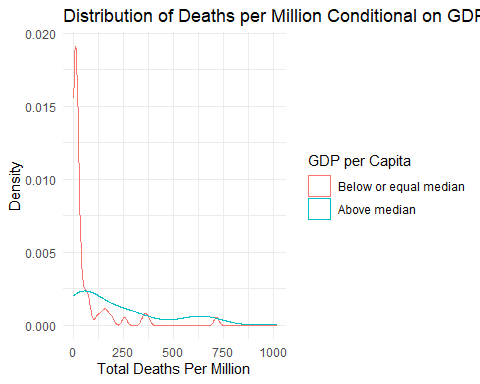 Distribution of Deaths per Million Conditional on GDP
0.020
0.015
0.010
0.005
0.000
Density
0
250
500
750
1000
Total Deaths Per Million
GDP per Capita
Below or equal median
Above median